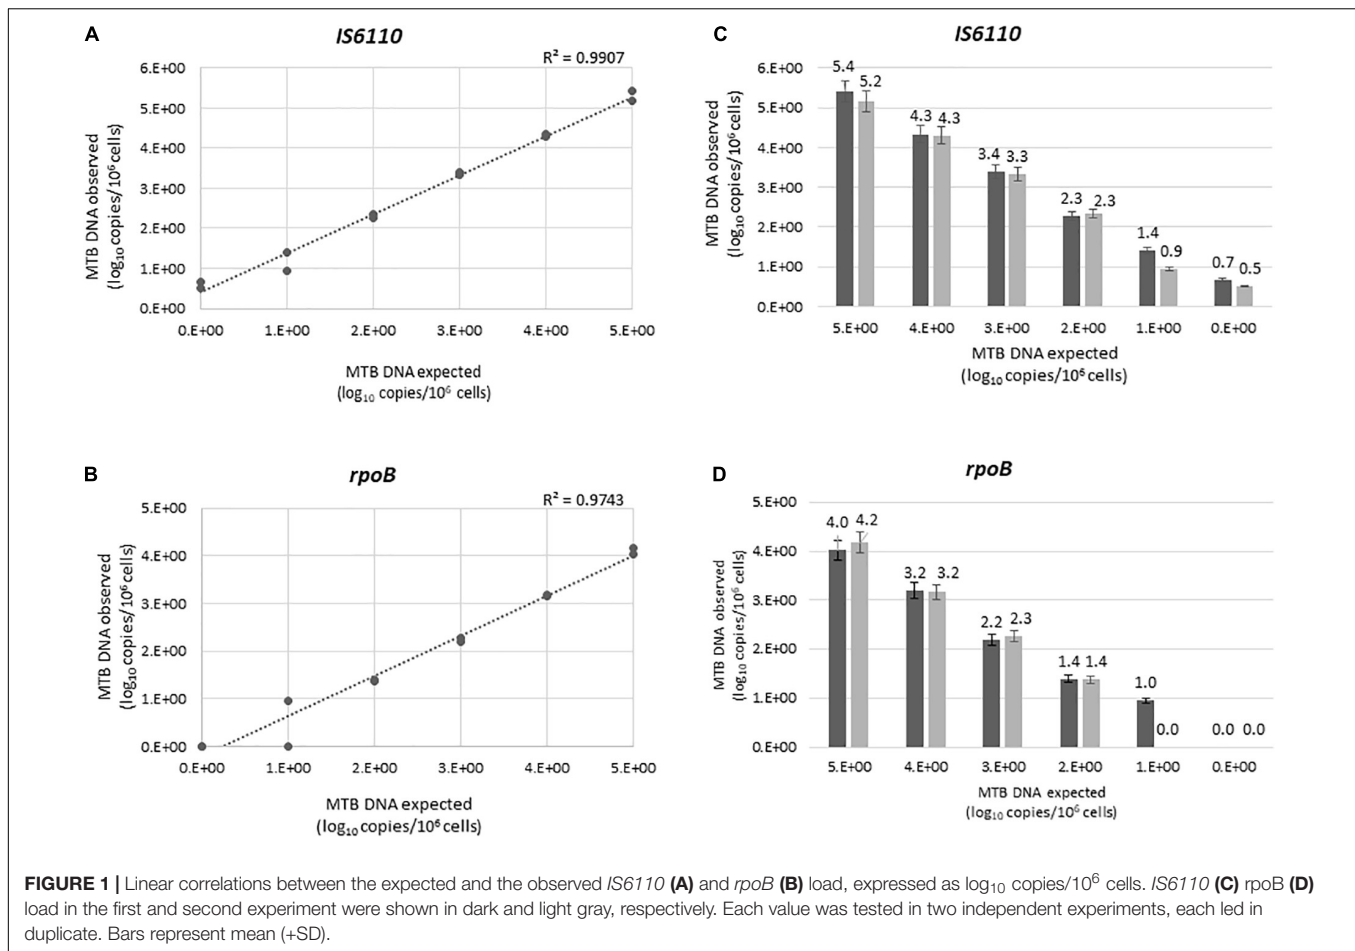 A
IS6110
R² = 0.9907
6.E+00
5.E+00
4.E+00
3.E+00
2.E+00
1.E+00
0.E+00
MTB DNA observed
(log₁₀ copies/10⁶ cells)
0.E+00 1.E+00 2.E+00 3.E+00 4.E+00 5.E+00
MTB DNA expected
(log₁₀ copies/10⁶ cells)
C
IS6110
6.E+00
5.E+00
4.E+00
3.E+00
2.E+00
1.E+00
0.E+00
MTB DNA observed
(log₁₀ copies/10⁶ cells)
5.4 5.2
4.3 4.3
3.4 3.3
2.3 2.3
1.4 0.9
0.7 0.5
5.E+00 4.E+00 3.E+00 2.E+00 1.E+00 0.E+00
MTB DNA expected
(log₁₀ copies/10⁶ cells)
B
rpoB
R² = 0.9743
5.E+00
4.E+00
3.E+00
2.E+00
1.E+00
0.E+00
MTB DNA observed
(log₁₀ copies/10⁶ cells)
0.E+00 1.E+00 2.E+00 3.E+00 4.E+00 5.E+00
MTB DNA expected
(log₁₀ copies/10⁶ cells)
D
rpoB
5.E+00
4.E+00
3.E+00
2.E+00
1.E+00
0.E+00
MTB DNA observed
(log₁₀ copies/10⁶ cells)
4.0 4.2
3.2 3.2
2.2 2.3
1.4 1.4
1.0 0.0
0.0 0.0
5.E+00 4.E+00 3.E+00 2.E+00 1.E+00 0.E+00
MTB DNA expected
(log₁₀ copies/10⁶ cells)
FIGURE 1 | Linear correlations between the expected and the observed IS6110 (A) and rpoB (B) load, expressed as log₁₀ copies/10⁶ cells. IS6110 (C) rpoB (D)
load in the first and second experiment were shown in dark and light gray, respectively. Each value was tested in two independent experiments, each led in
duplicate. Bars represent mean (+SD).